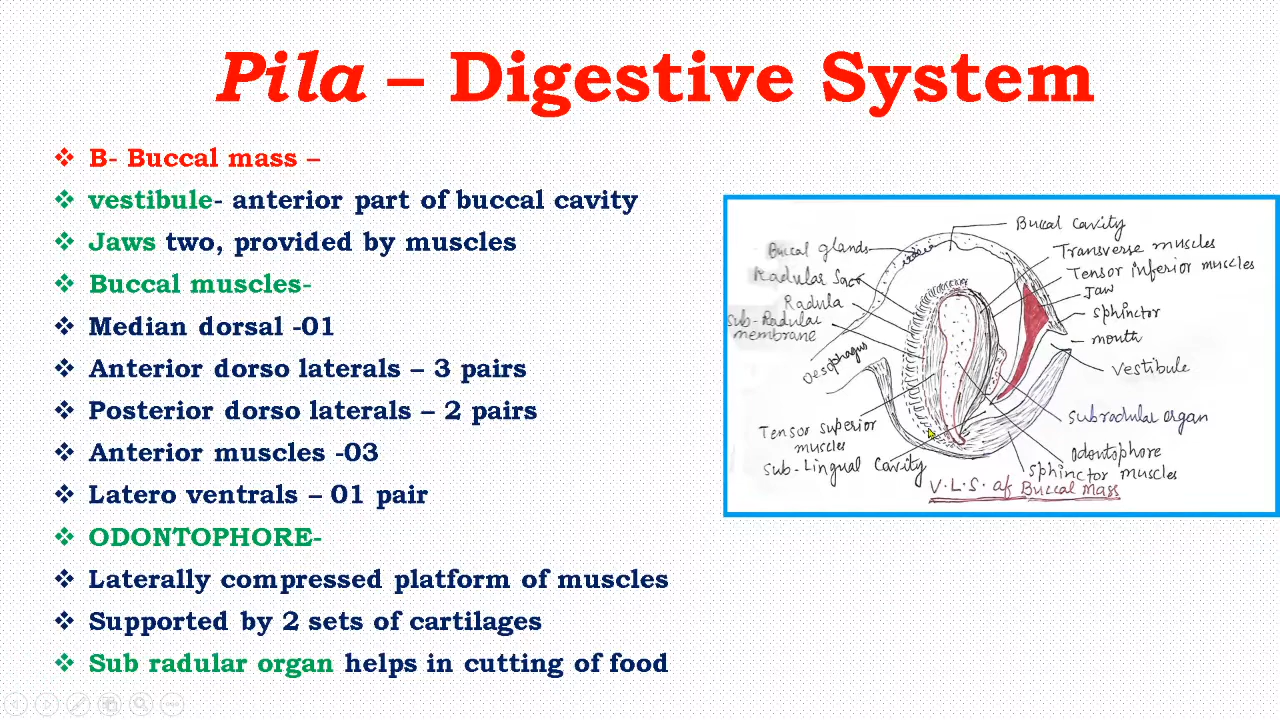 Pila – Digestive System
B- Buccal mass –
vestibule- anterior part of buccal cavity
Jaws two, provided by muscles
Buccal muscles-
Median dorsal -01
Anterior dorso laterals – 3 pairs
Posterior dorso laterals – 2 pairs
Anterior muscles -03
Latero ventrals – 01 pair
ODONTOPHORE-
Laterally compressed platform of muscles
Supported by 2 sets of cartilages
Sub radular organ helps in cutting of food
Buccal cavity
Buccal glands
Transverse muscles
Radular Sac
Tensor inferior muscles
Jaw
Radula
sphinctor
Sub-Radular
membrane
mouth
Oesophagus
vestibule
subradular organ
Tensor superior
muscles
Odontophore
Sub-Lingual Cavity
sphinctor muscles
V.L.S. of Buccal Mass